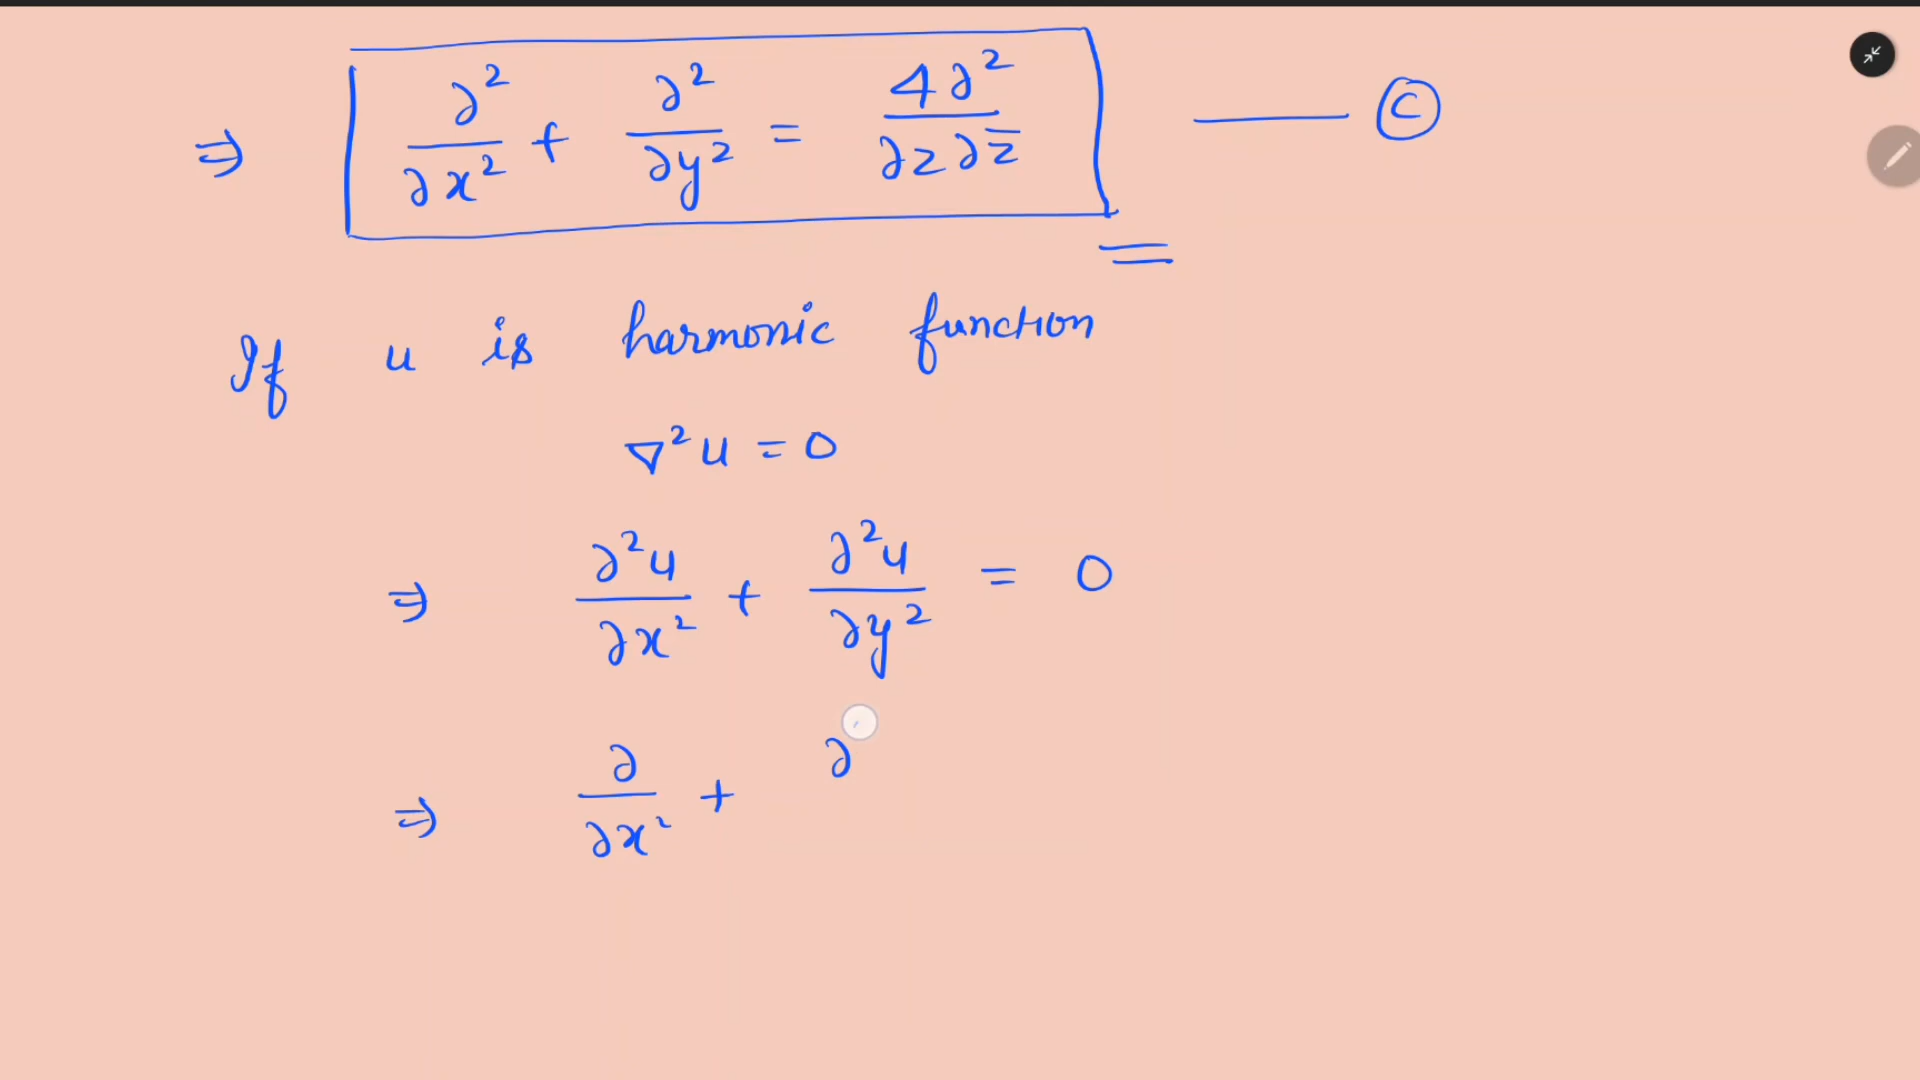 ⇒ ∂²/∂x² + ∂²/∂y² = 4∂²/∂z∂z̅ —— Ⓒ
If u is harmonic function
∇²u = 0
⇒ ∂²u/∂x² + ∂²u/∂y² = 0
⇒ ∂/∂x² + ∂